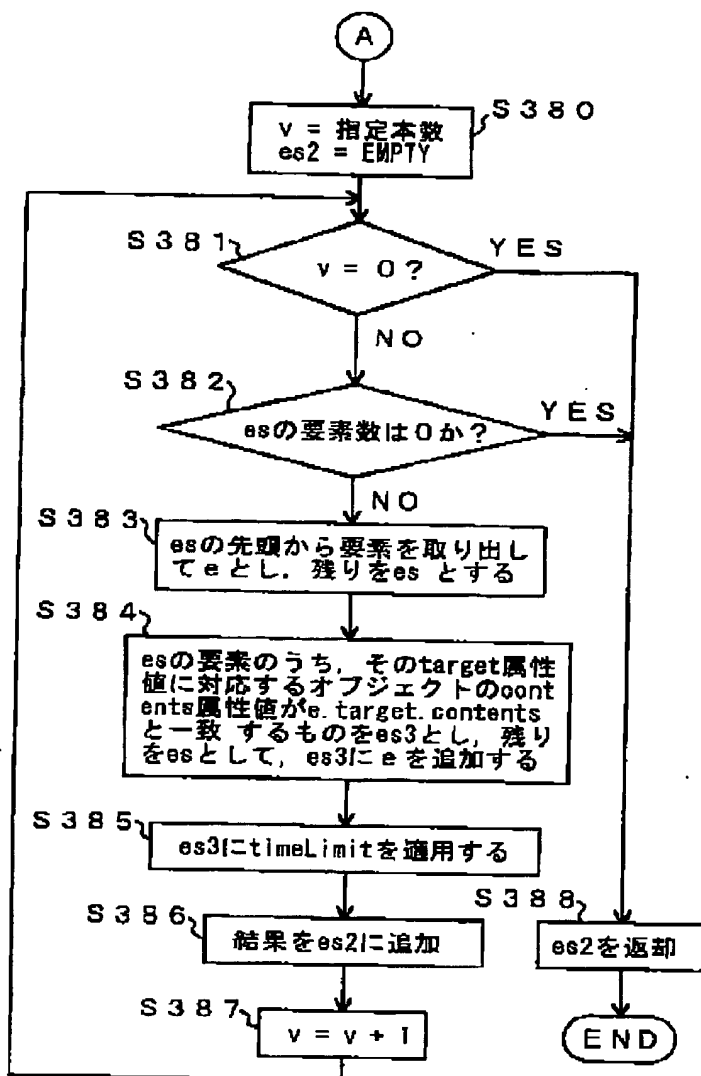 A
S380
v = 指定本数
es2 = EMPTY
S381
v = 0?
YES
NO
S382
esの要素数は0か?
YES
NO
S383
esの先頭から要素を取り出し
てeとし，残りをes とする
S384
esの要素のうち，そのtarget属性
値に対応するオブジェクトのcont
ents属性値がe.target.contents
と一致 するものをes3とし，残り
をesとして，es3にeを追加する
S385
es3にtimeLimitを適用する
S386
結果をes2に追加
S388
es2を返却
S387
v = v + 1
END